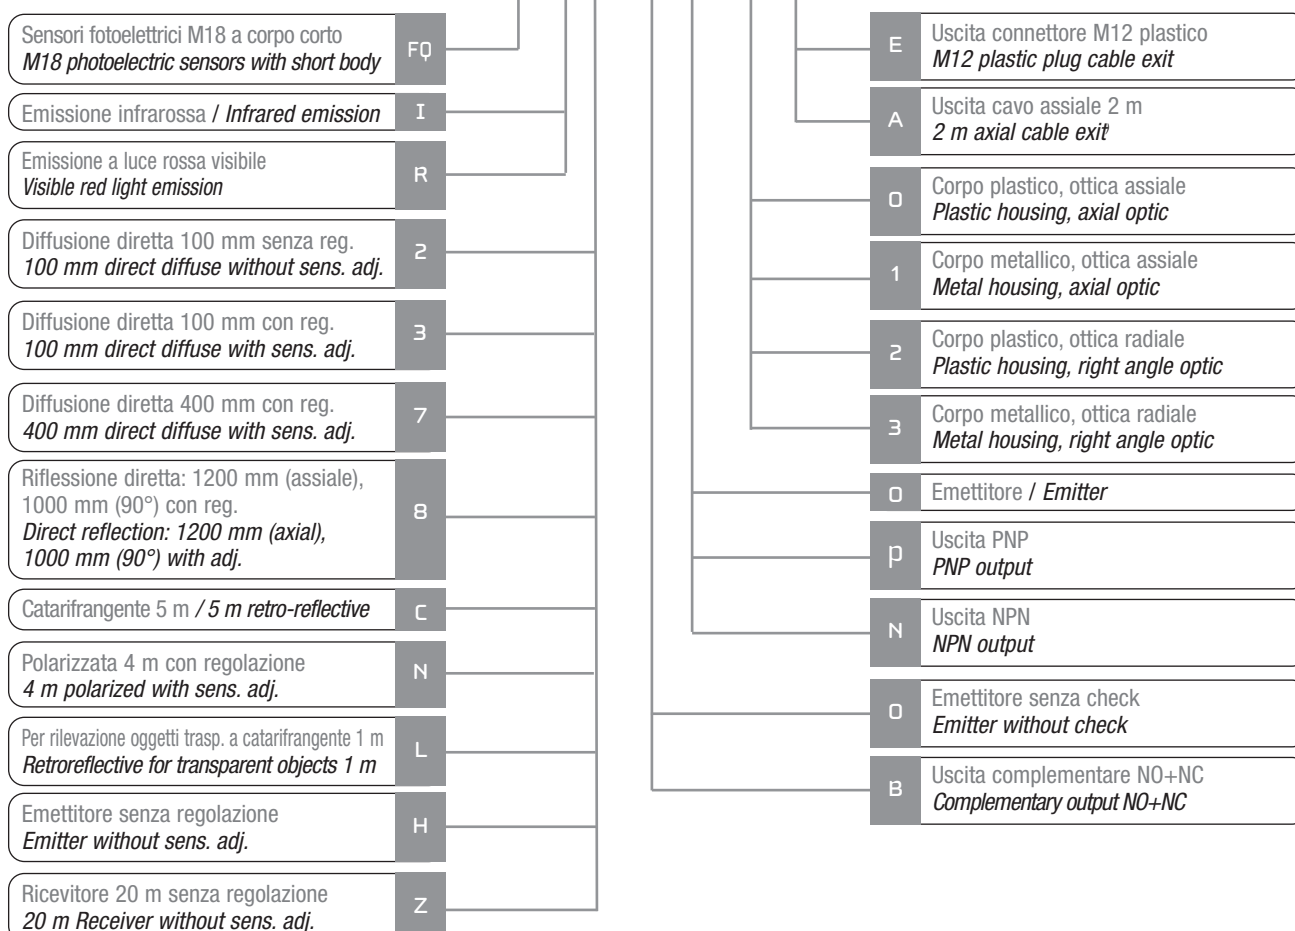 Sensori fotoelettrici M18 a corpo corto
M18 photoelectric sensors with short body
FQ
Emissione infrarossa / Infrared emission
I
Emissione a luce rossa visibile
Visible red light emission
R
Diffusione diretta 100 mm senza reg.
100 mm direct diffuse without sens. adj.
2
Diffusione diretta 100 mm con reg.
100 mm direct diffuse with sens. adj.
3
Diffusione diretta 400 mm con reg.
400 mm direct diffuse with sens. adj.
7
Riflessione diretta: 1200 mm (assiale),
1000 mm (90°) con reg.
Direct reflection: 1200 mm (axial),
1000 mm (90°) with adj.
8
Catarifrangente 5 m / 5 m retro-reflective
C
Polarizzata 4 m con regolazione
4 m polarized with sens. adj.
N
Per rilevazione oggetti trasp. a catarifrangente 1 m
Retroreflective for transparent objects 1 m
L
Emettitore senza regolazione
Emitter without sens. adj.
H
Ricevitore 20 m senza regolazione
20 m Receiver without sens. adj.
Z
E
Uscita connettore M12 plastico
M12 plastic plug cable exit
A
Uscita cavo assiale 2 m
2 m axial cable exit
0
Corpo plastico, ottica assiale
Plastic housing, axial optic
1
Corpo metallico, ottica assiale
Metal housing, axial optic
2
Corpo plastico, ottica radiale
Plastic housing, right angle optic
3
Corpo metallico, ottica radiale
Metal housing, right angle optic
0
Emettitore / Emitter
P
Uscita PNP
PNP output
N
Uscita NPN
NPN output
0
Emettitore senza check
Emitter without check
B
Uscita complementare NO+NC
Complementary output NO+NC